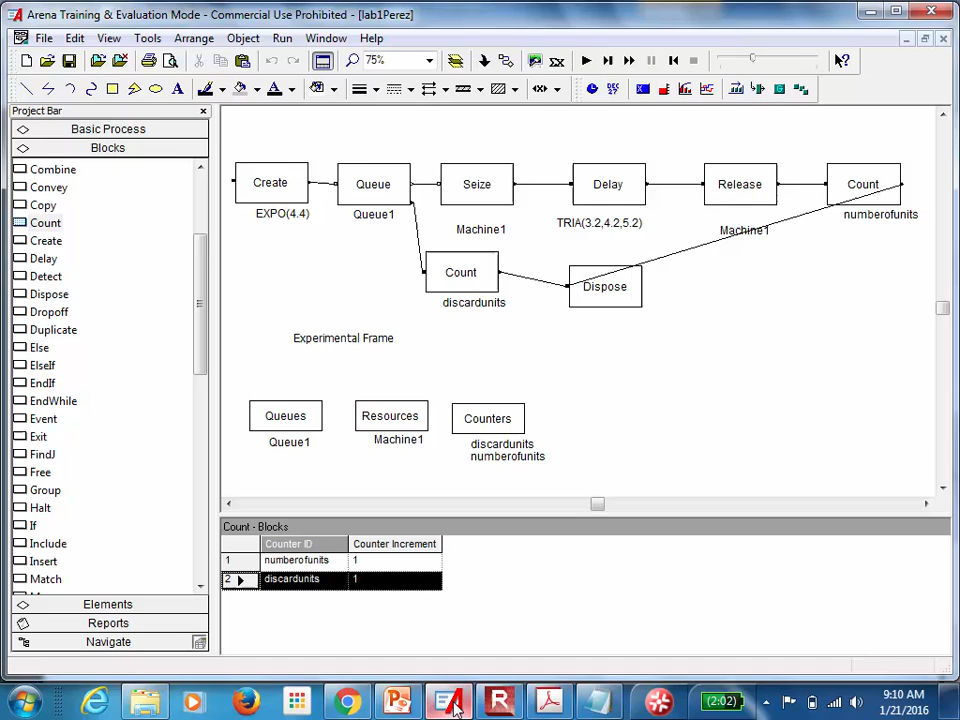 Arena Training & Evaluation Mode - Commercial Use Prohibited - [lab1Perez]
File Edit View Tools Arrange Object Run Window Help
75%
Project Bar
Basic Process
Blocks
Combine
Convey
Copy
Count
Create
Delay
Detect
Dispose
Dropoff
Duplicate
Else
ElseIf
EndIf
EndWhile
Event
Exit
FindJ
Free
Group
Halt
If
Include
Insert
Match
Elements
Reports
Navigate
Create
Queue
Seize
Delay
Release
Count
EXPO(4.4)
Queue1
Machine1
TRIA(3.2,4.2,5.2)
Machine1
numberofunits
Count
Dispose
discardunits
Experimental Frame
Queues
Resources
Counters
Queue1
Machine1
discardunits
numberofunits
Count - Blocks
Counter ID Counter Increment
1 numberofunits 1
2 discardunits 1
(2:02)
9:10 AM
1/21/2016